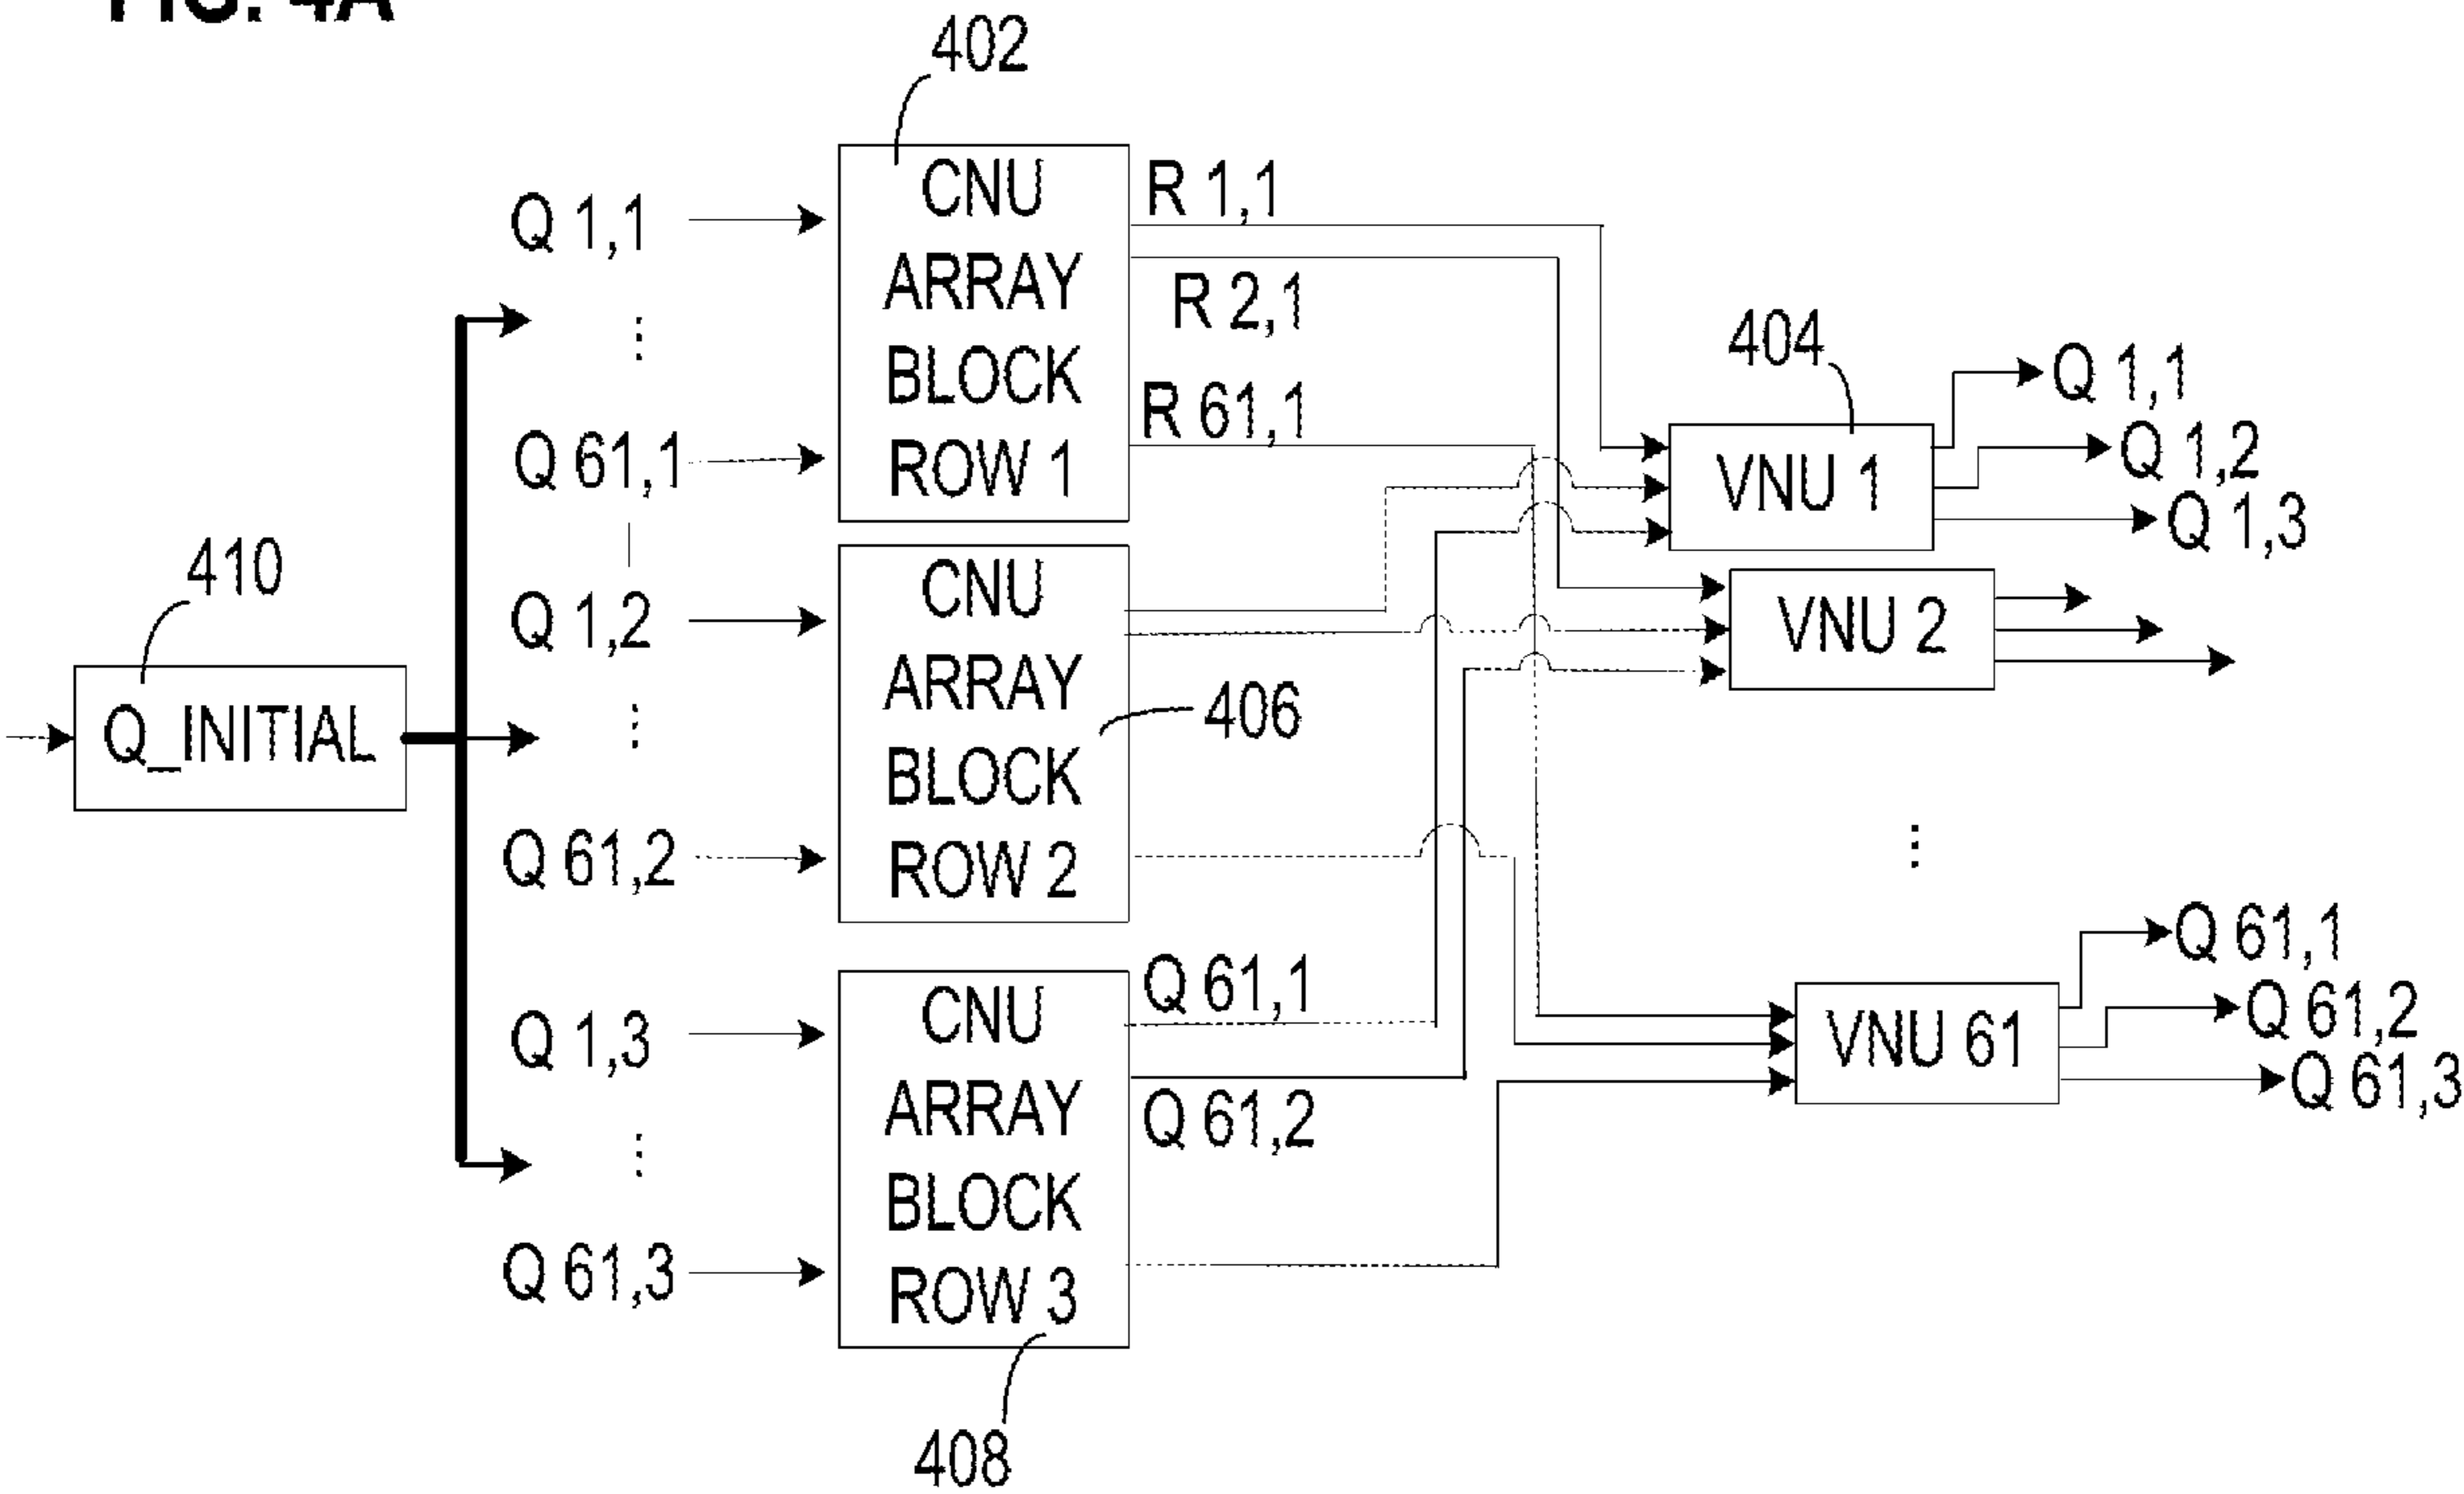 FIG. 4A
402
CNU
ARRAY
BLOCK
ROW 1
Q 1,1
⋮
Q 61,1
R 1,1
R 2,1
R 61,1
404
VNU 1
Q 1,1
Q 1,2
Q 1,3
410
Q_INITIAL
Q 1,2
⋮
Q 61,2
CNU
ARRAY
BLOCK
ROW 2
406
VNU 2
⋮
Q 1,3
⋮
Q 61,3
CNU
ARRAY
BLOCK
ROW 3
408
Q 61,1
Q 61,2
VNU 61
Q 61,1
Q 61,2
Q 61,3